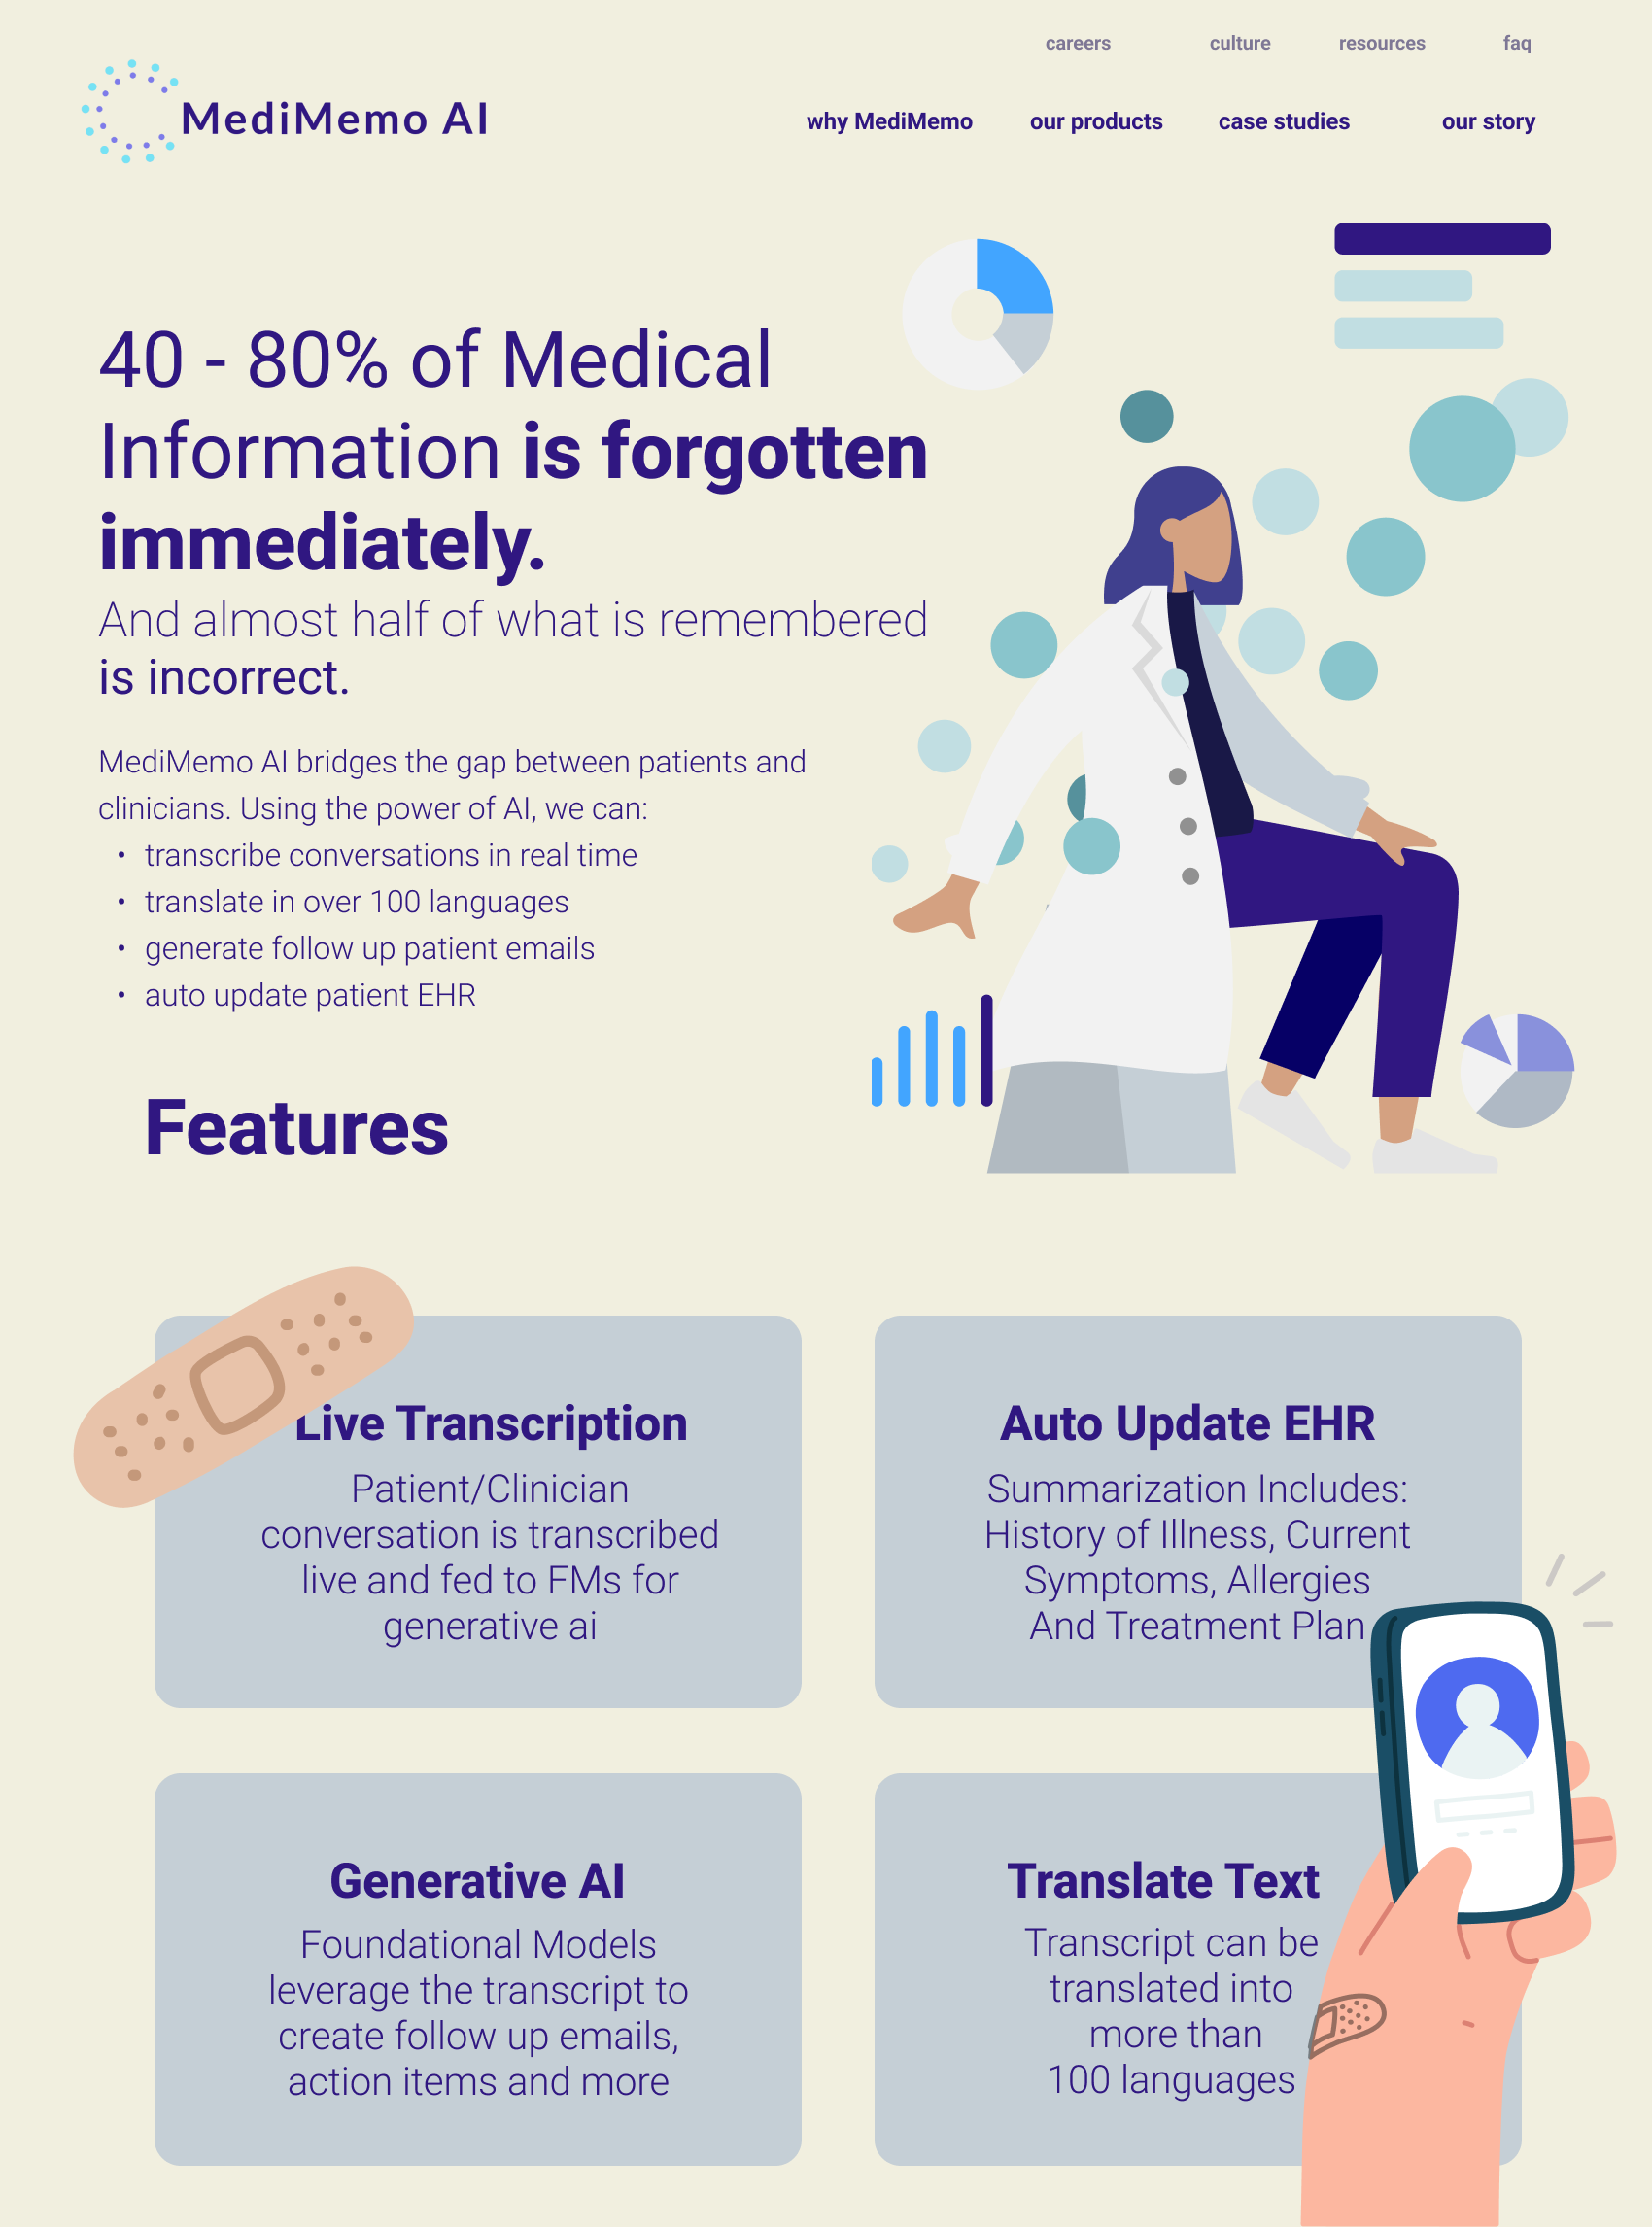 careers culture resources faq
MediMemo AI
why MediMemo our products case studies our story
40 - 80% of Medical
Information is forgotten
immediately.
And almost half of what is remembered
is incorrect.
MediMemo AI bridges the gap between patients and
clinicians. Using the power of AI, we can:
• transcribe conversations in real time
• translate in over 100 languages
• generate follow up patient emails
• auto update patient EHR
Features
Live Transcription
Patient/Clinician
conversation is transcribed
live and fed to FMs for
generative ai
Auto Update EHR
Summarization Includes:
History of Illness, Current
Symptoms, Allergies
And Treatment Plan
Generative AI
Foundational Models
leverage the transcript to
create follow up emails,
action items and more
Translate Text
Transcript can be
translated into
more than
100 languages